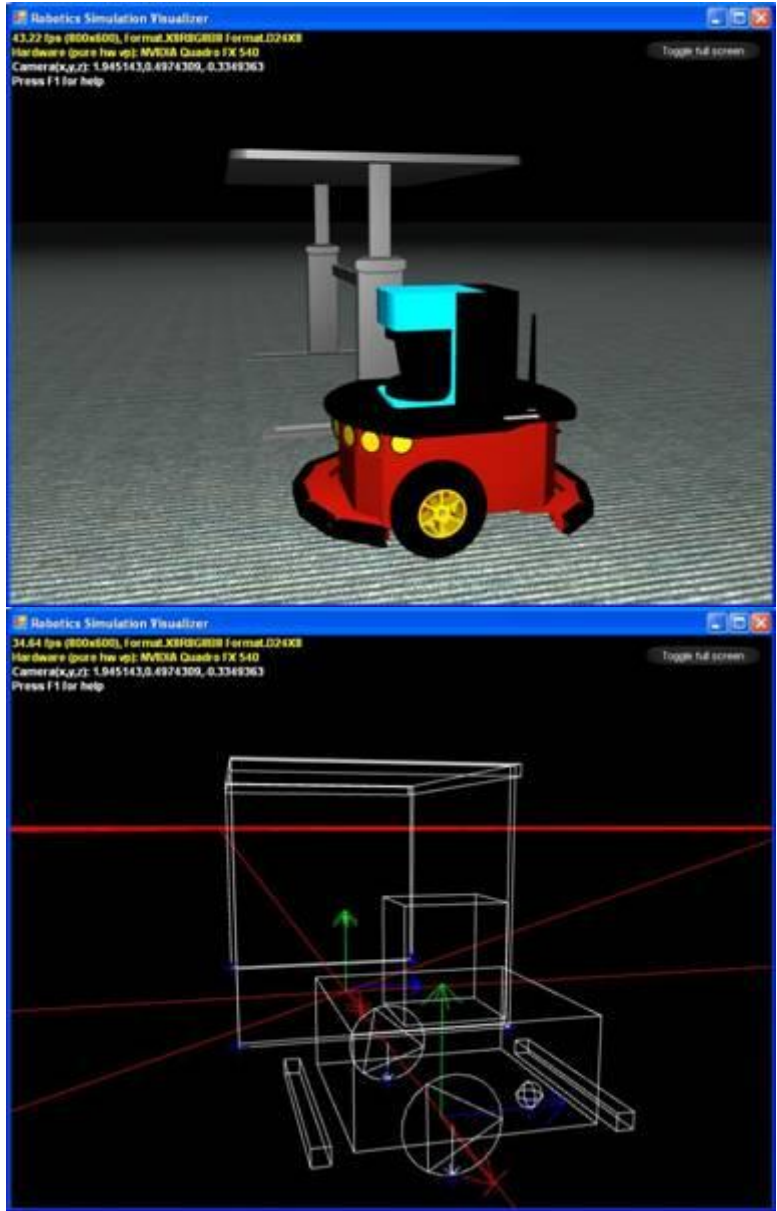 Robotics Simulation Visualizer
43.22 fps (800x600), Format.X8R8G8B8 Format.D24X8
Hardware (pure hw vp): NVIDIA Quadro FX 540
Camera(x,y,z): 1.945143,0.4974309,-0.3349363
Press F1 for help
Toggle full screen
Robotics Simulation Visualizer
34.64 fps (800x600), Format.X8R8G8B8 Format.D24X8
Hardware (pure hw vp): NVIDIA Quadro FX 540
Camera(x,y,z): 1.945143,0.4974309,-0.3349363
Press F1 for help
Toggle full screen